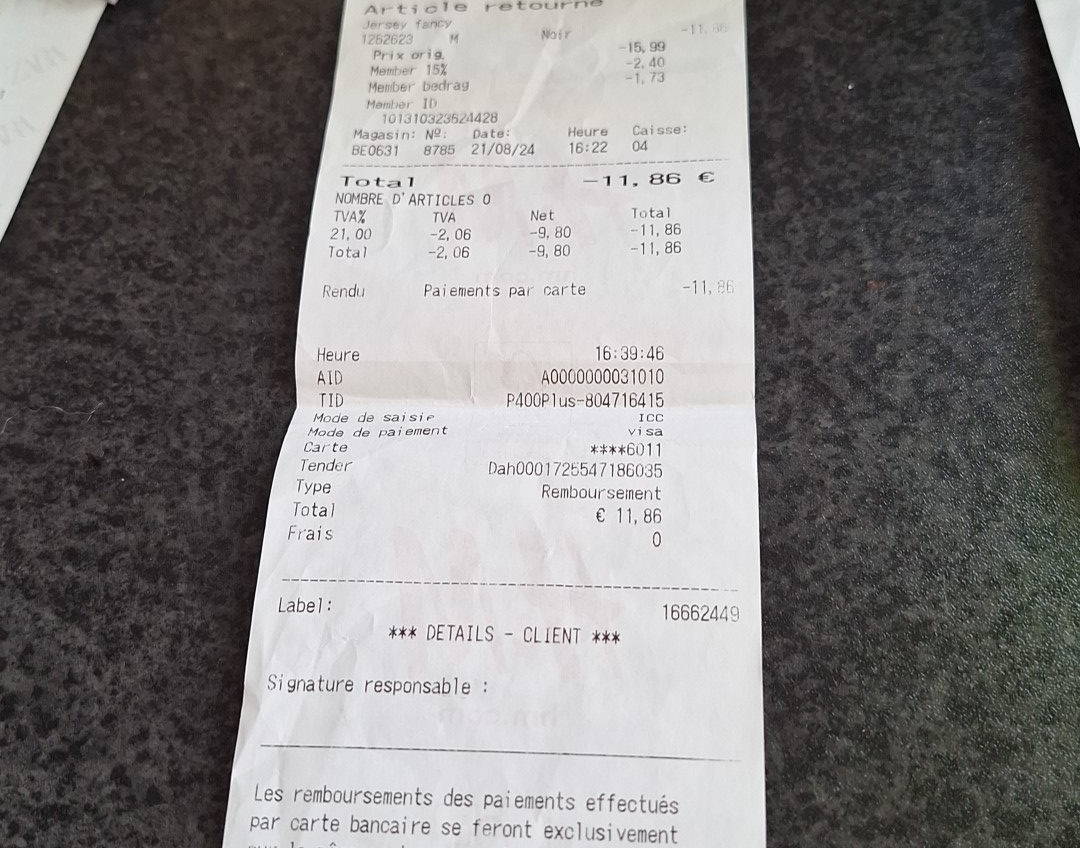 Article retourné
Jersey fancy -11,86
1262623 M Noir
Prix orig. -15,99
Member 15% -2,40
Member bedrag -1,73
Member ID
101310323624428
Magasin: Nº: Date: Heure Caisse:
BE0631 8785 21/08/24 16:22 04
Total -11,86 €
NOMBRE D'ARTICLES 0
TVA% TVA Net Total
21,00 -2,06 -9,80 -11,86
Total -2,06 -9,80 -11,86
Rendu Paiements par carte -11,86
Heure 16:39:46
AID A0000000031010
TID P400Plus-804716415
Mode de saisie ICC
Mode de paiement visa
Carte ****6011
Tender Dah0001726547186035
Type Remboursement
Total € 11,86
Frais 0
Label: 16662449
*** DETAILS - CLIENT ***
Signature responsable :
Les remboursements des paiements effectués
par carte bancaire se feront exclusivement